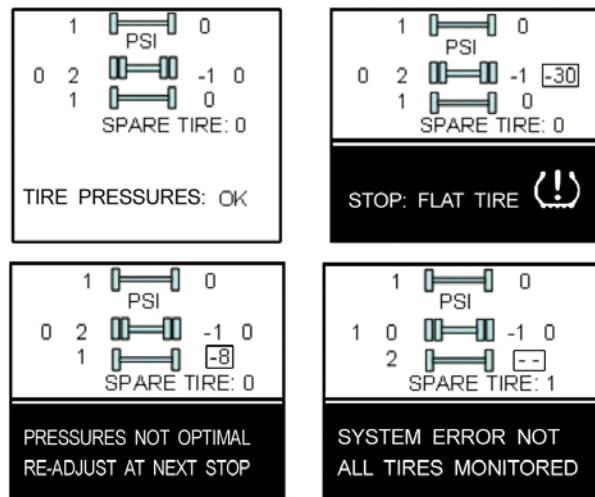 1 0
PSI
0 2 -1 0
1 0
SPARE TIRE: 0
TIRE PRESSURES: OK
1 0
PSI
0 2 -1 -30
1 0
SPARE TIRE: 0
STOP: FLAT TIRE
1 0
PSI
0 2 -1 0
1 -8
SPARE TIRE: 0
PRESSURES NOT OPTIMAL
RE-ADJUST AT NEXT STOP
1 0
PSI
1 0 -1 0
2 --
SPARE TIRE: 1
SYSTEM ERROR NOT
ALL TIRES MONITORED